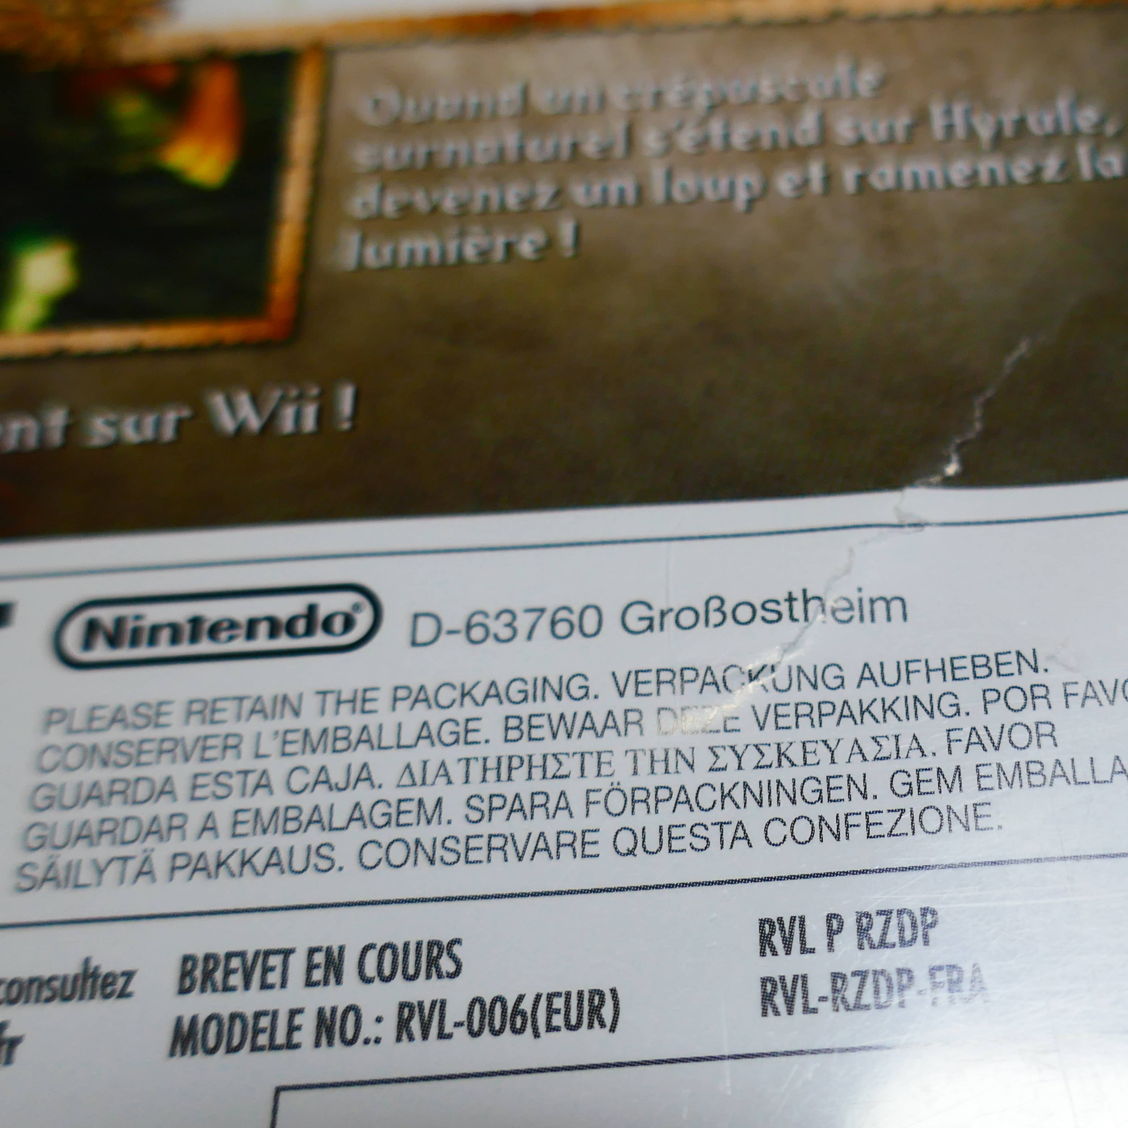 Quand un crépuscule
surnaturel s'étend sur Hyrule,
devenez un loup et ramenez la
lumière !
ent sur Wii !
Nintendo® D-63760 Großostheim
PLEASE RETAIN THE PACKAGING. VERPACKUNG AUFHEBEN.
CONSERVER L'EMBALLAGE. BEWAAR DEZE VERPAKKING. POR FAVO
GUARDA ESTA CAJA. ΔΙΑΤΗΡΗΣΤΕ ΤΗΝ ΣΥΣΚΕΥΑΣΙΑ. FAVOR
GUARDAR A EMBALAGEM. SPARA FÖRPACKNINGEN. GEM EMBALLA
SÄILYTÄ PAKKAUS. CONSERVARE QUESTA CONFEZIONE.
consultez
fr
BREVET EN COURS
MODELE NO.: RVL-006(EUR)
RVL P RZDP
RVL-RZDP-FRA